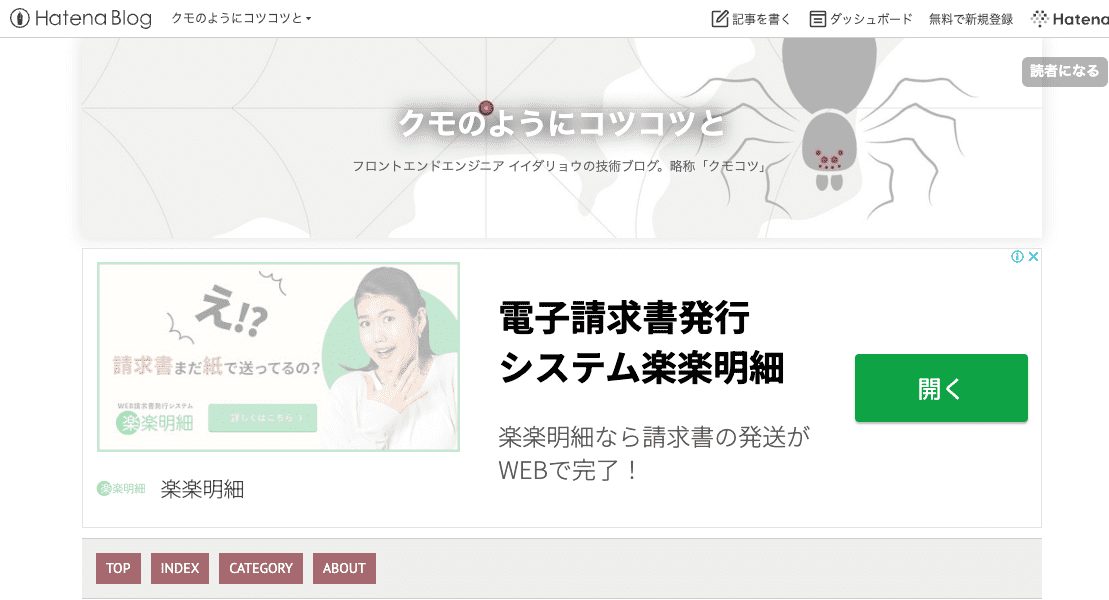 Hatena Blog クモのようにコツコツと 記事を書く ダッシュボード 無料で新規登録 Hatena
読者になる
クモのようにコツコツと
フロントエンドエンジニア イイダリョウの技術ブログ。略称「クモコツ」
え!?
請求書まだ紙で送ってるの?
WEB請求書発行システム
楽楽明細
詳しくはこちら
楽楽明細 楽楽明細
電子請求書発行
システム楽楽明細
楽楽明細なら請求書の発送が
WEBで完了！
開く
TOP INDEX CATEGORY ABOUT